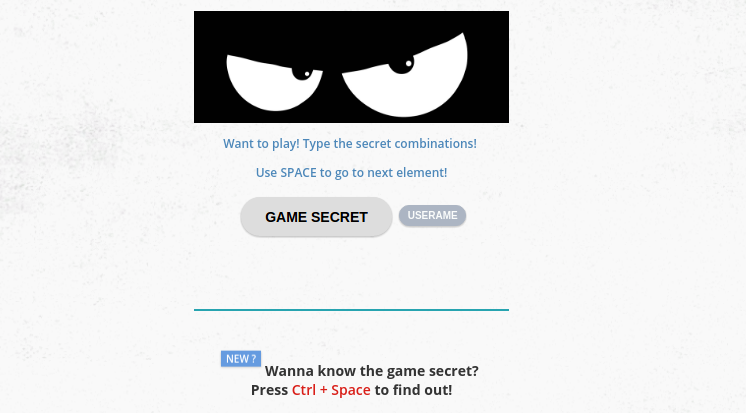 Want to play! Type the secret combinations!
Use SPACE to go to next element!
GAME SECRET
USERAME
NEW ?
Wanna know the game secret?
Press Ctrl + Space to find out!